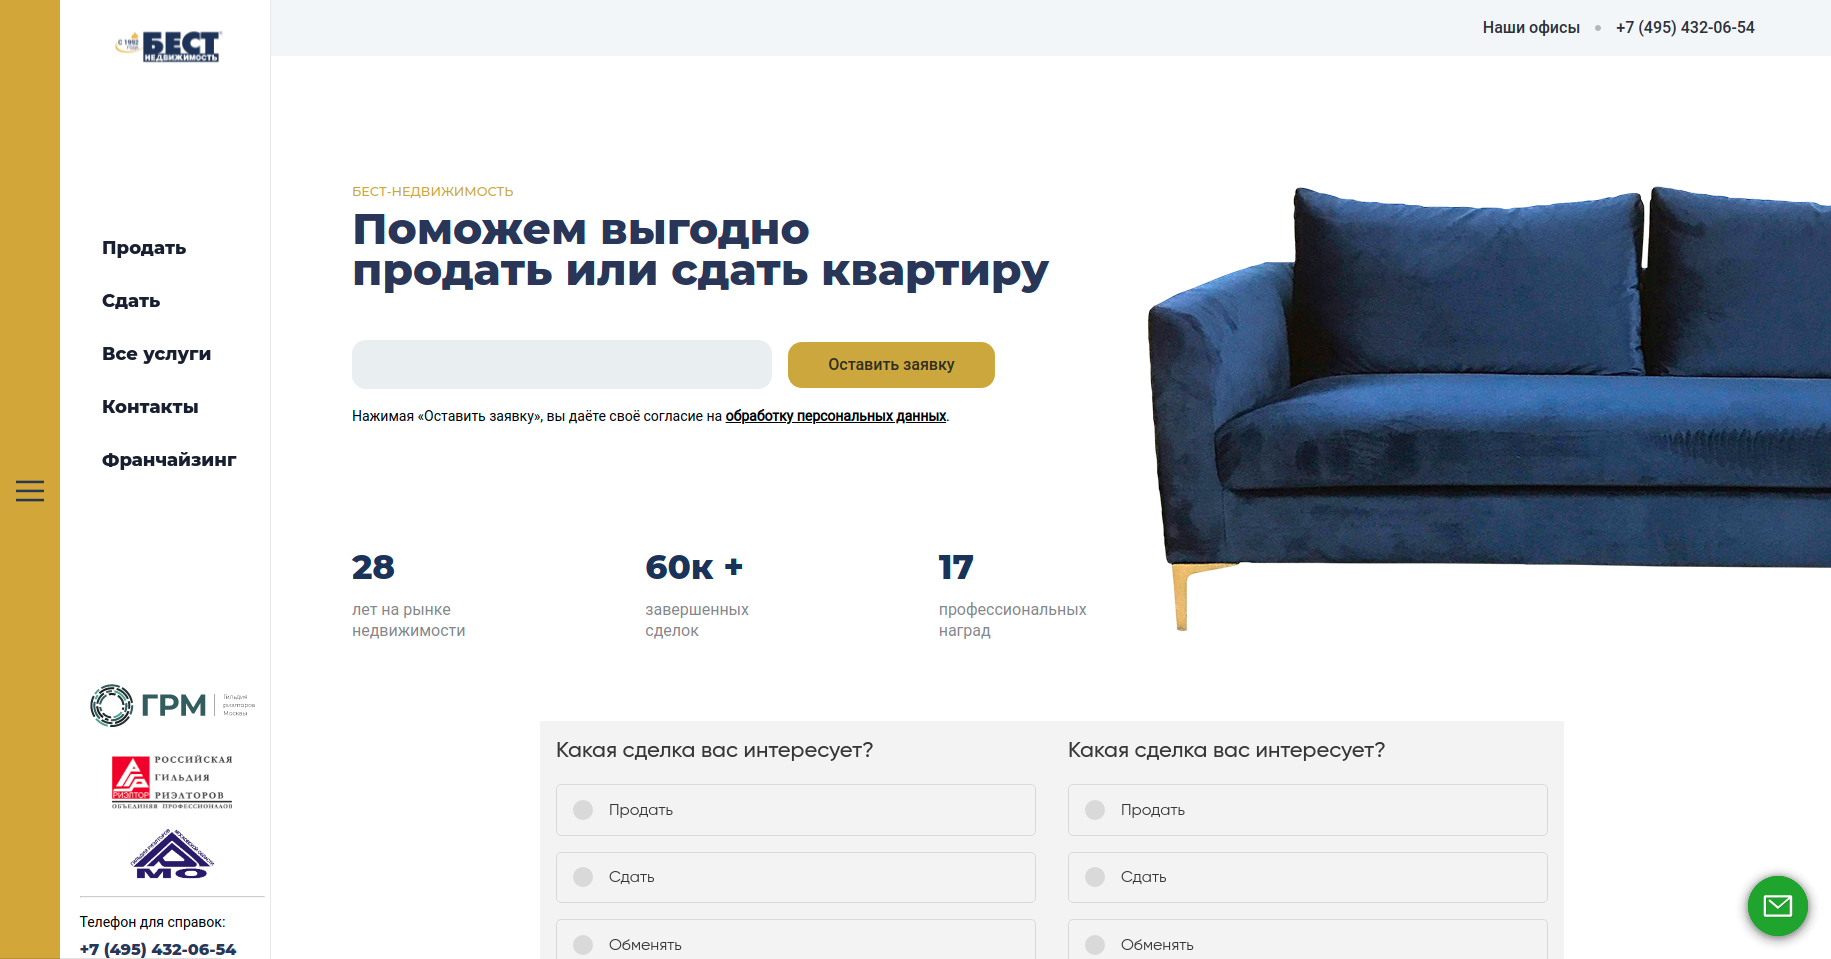 С 1992
года
БЕСТ
НЕДВИЖИМОСТЬ
Наши офисы • +7 (495) 432-06-54
Продать
Сдать
Все услуги
Контакты
Франчайзинг
ГРМ
Гильдия
риэлторов
Москвы
РОССИЙСКАЯ
ГИЛЬДИЯ
РИЭЛТОРОВ
РИЭЛТОР
ОБЪЕДИНЯЯ ПРОФЕССИОНАЛОВ
ГИЛЬДИЯ РИЭЛТОРОВ МОСКОВСКОЙ ОБЛАСТИ
МО
Телефон для справок:
+7 (495) 432-06-54
БЕСТ-НЕДВИЖИМОСТЬ
Поможем выгодно
продать или сдать квартиру
Оставить заявку
Нажимая «Оставить заявку», вы даёте своё согласие на обработку персональных данных.
28
лет на рынке
недвижимости
60к +
завершенных
сделок
17
профессиональных
наград
Какая сделка вас интересует?
Продать
Сдать
Обменять
Какая сделка вас интересует?
Продать
Сдать
Обменять